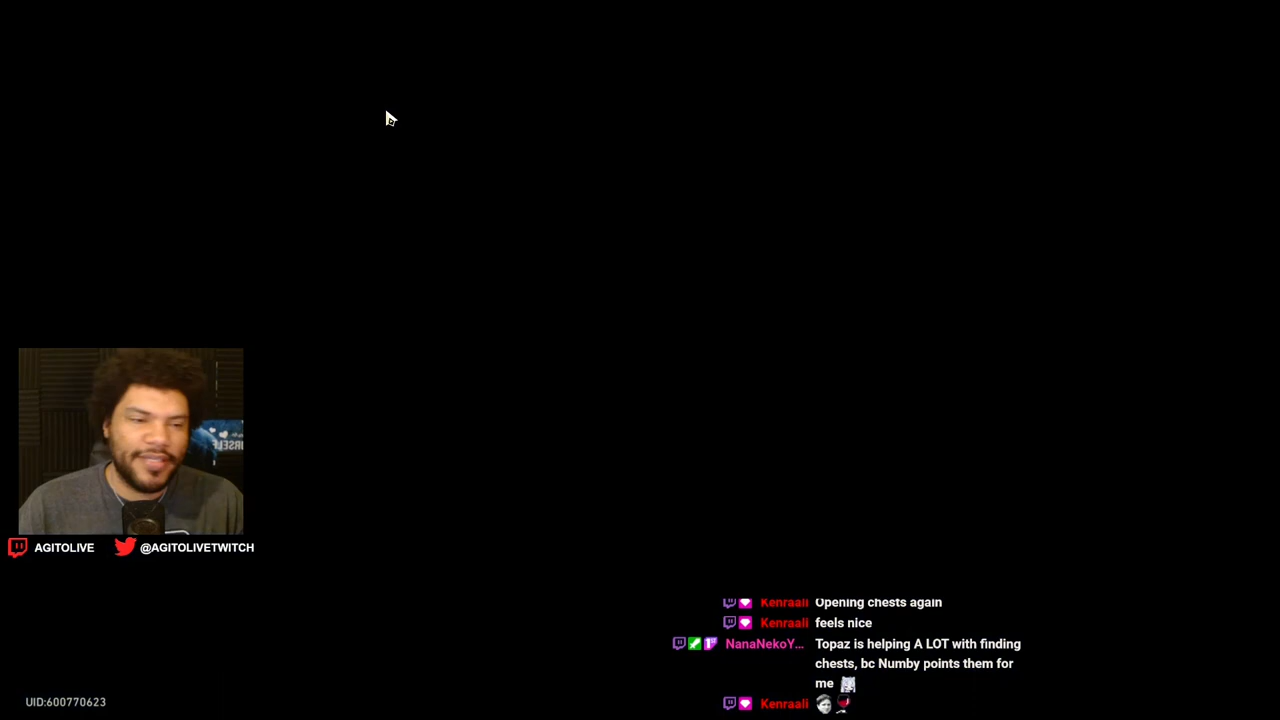 RSELF
AGITOLIVE @AGITOLIVETWITCH
Kenraali Opening chests again
Kenraali feels nice
NanaNekoY... Topaz is helping A LOT with finding
chests, bc Numby points them for
me
Kenraali
UID:600770623